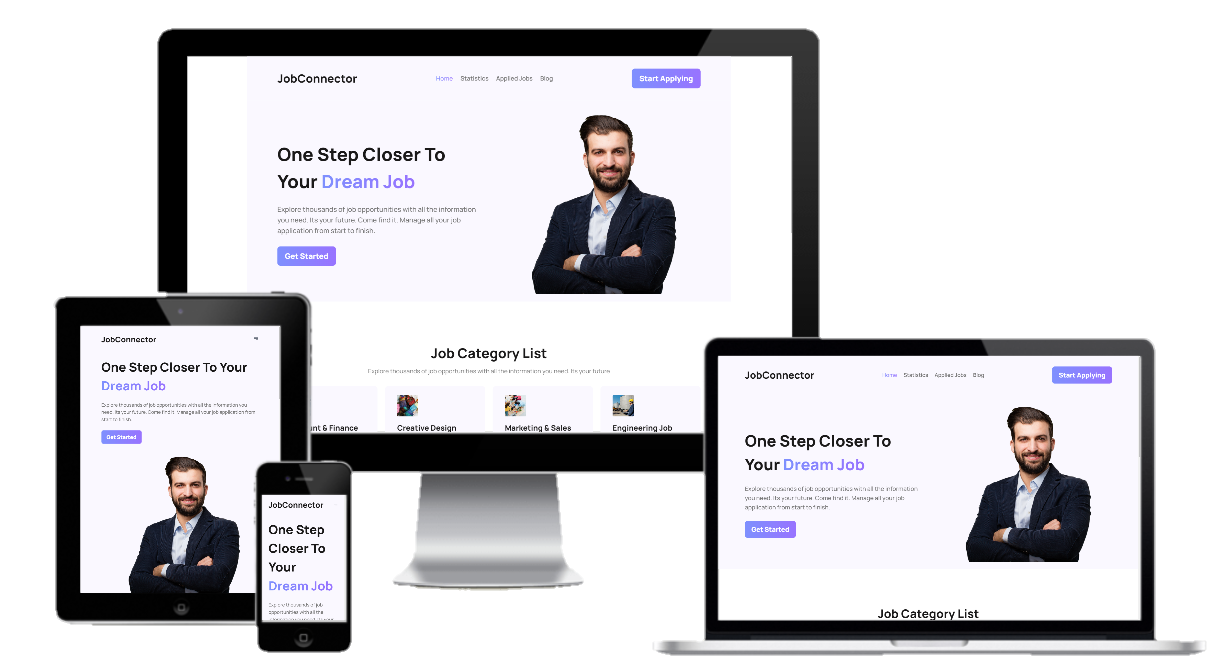 JobConnector
Home Statistics Applied Jobs Blog
Start Applying
One Step Closer To
Your Dream Job
Explore thousands of job opportunities with all the information
you need. Its your future. Come find it. Manage all your job
application from start to finish.
Get Started
Job Category List
Explore thousands of job opportunities with all the information you need. Its your future
unt & Finance
Creative Design
Marketing & Sales
Engineering Job
JobConnector
One Step Closer To Your
Dream Job
Explore thousands of job opportunities with all the information you
need. Its your future. Come find it. Manage all your job application from
start to finish.
Get Started
JobConnector
One Step
Closer To
Your
Dream Job
Explore thousands of job
opportunities with all the
JobConnector
Home Statistics Applied Jobs Blog
Start Applying
One Step Closer To
Your Dream Job
Explore thousands of job opportunities with all the information
you need. Its your future. Come find it. Manage all your job
application from start to finish.
Get Started
Job Category List